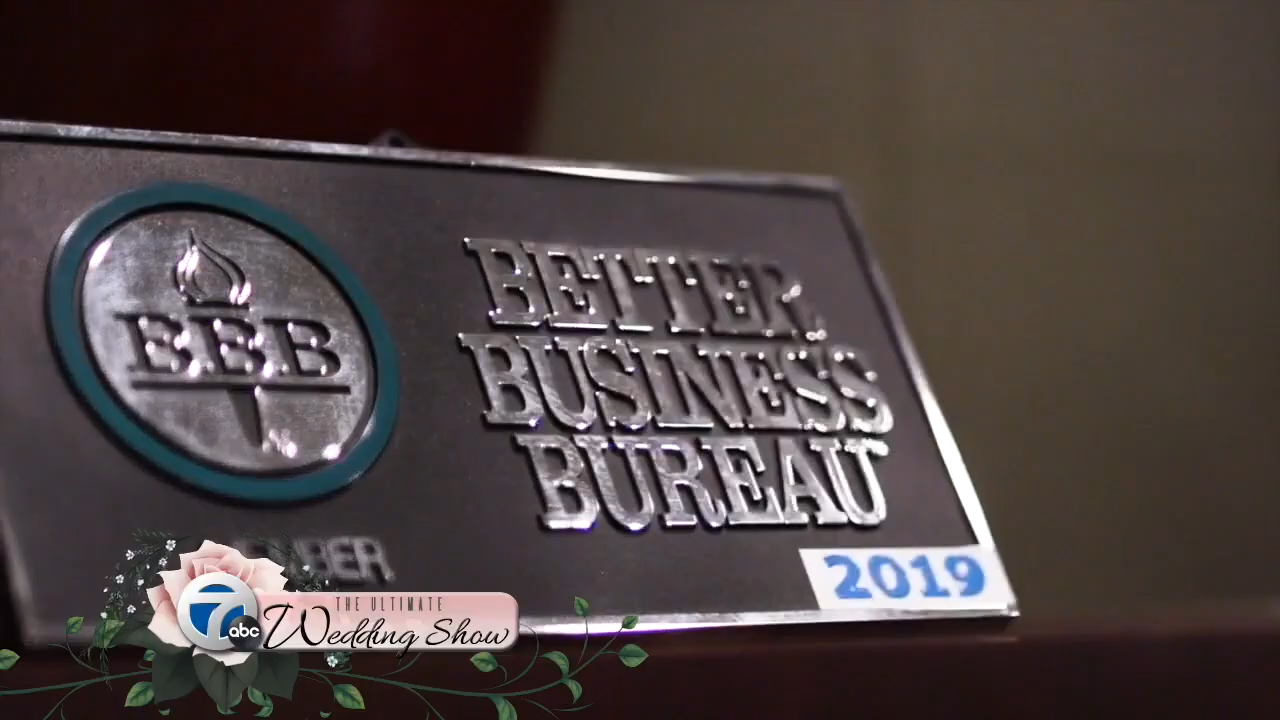 BBB
BETTER
BUSINESS
BUREAU
2019
7
abc
THE ULTIMATE
Wedding Show